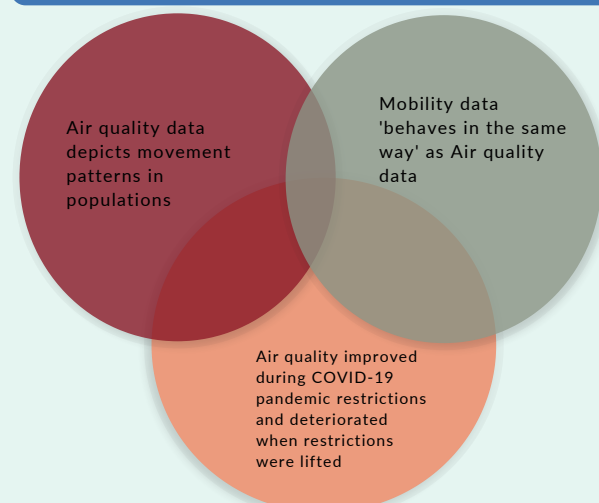 Air quality data
depicts movement
patterns in
populations
Mobility data
'behaves in the same
way' as Air quality
data
Air quality improved
during COVID-19
pandemic restrictions
and deteriorated
when restrictions
were lifted